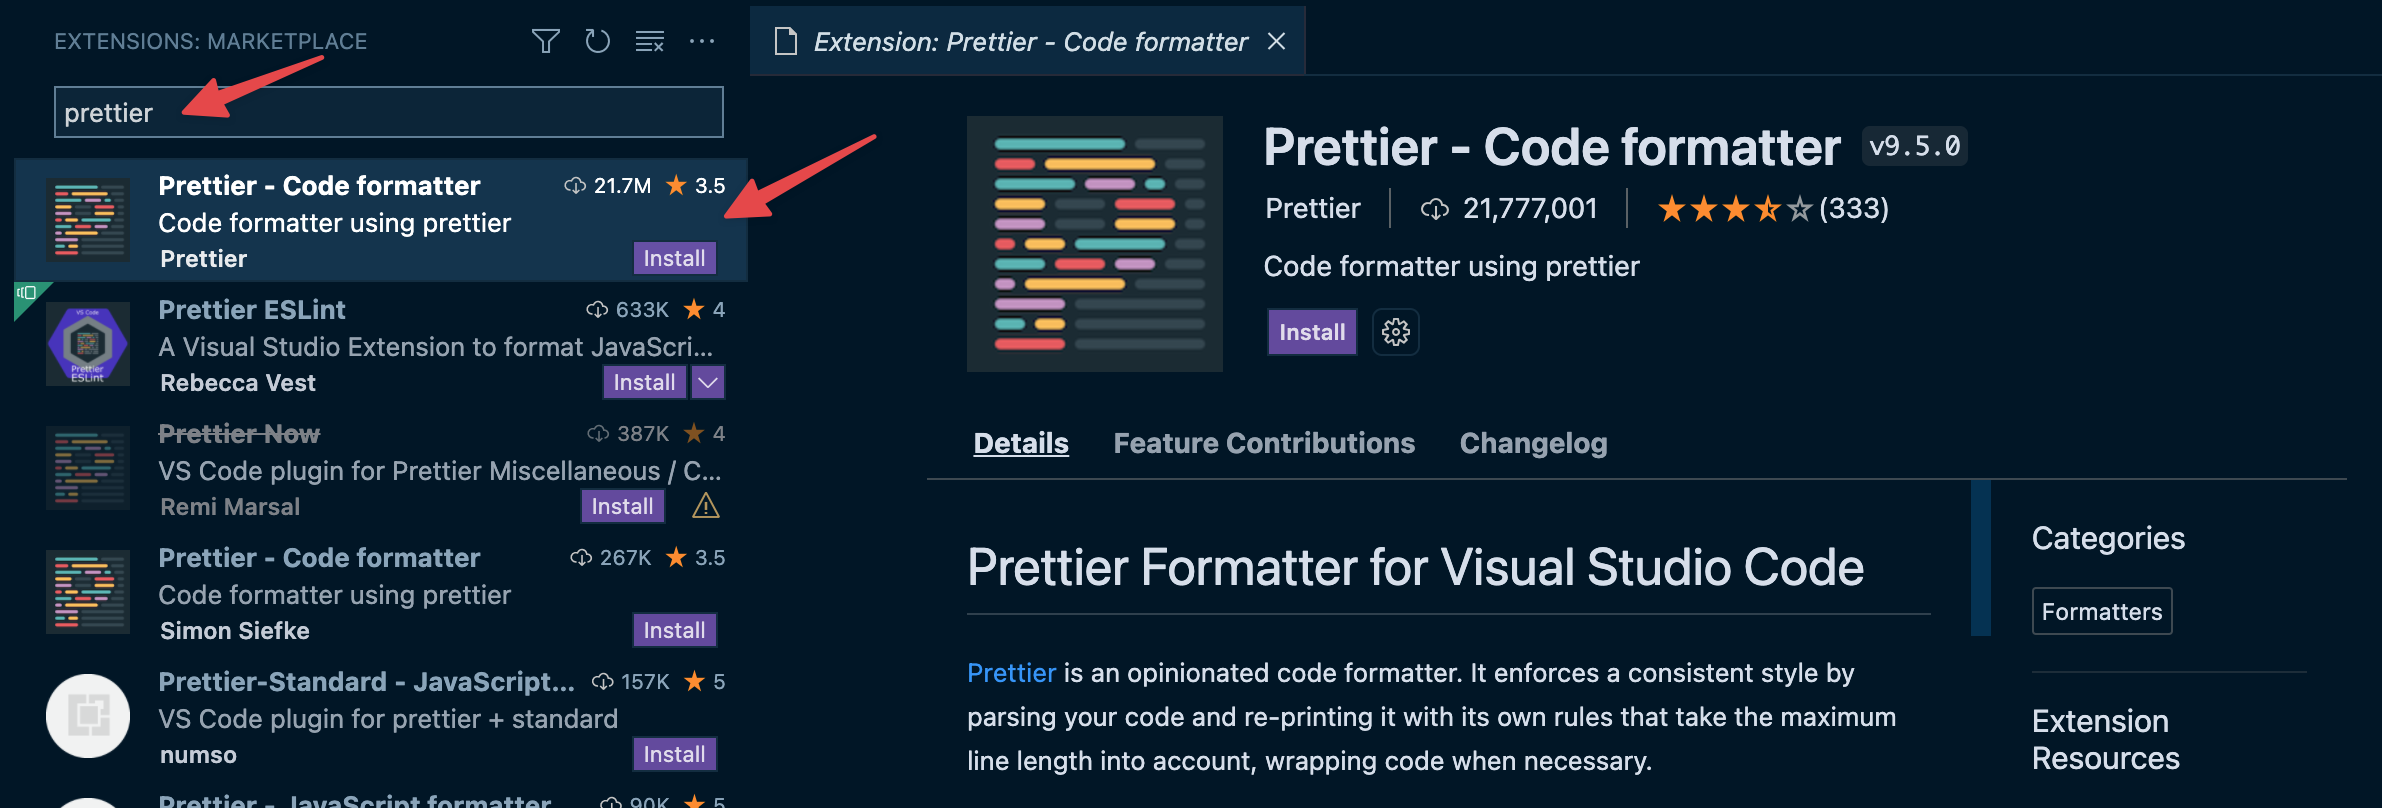 EXTENSIONS: MARKETPLACE
prettier
Prettier - Code formatter 21.7M 3.5
Code formatter using prettier
Prettier Install
Prettier ESLint 633K 4
A Visual Studio Extension to format JavaScri...
VS Code
Prettier
ESLint
Rebecca Vest Install
Prettier Now 387K 4
VS Code plugin for Prettier Miscellaneous / C...
Remi Marsal Install
Prettier - Code formatter 267K 3.5
Code formatter using prettier
Simon Siefke Install
Prettier-Standard - JavaScript... 157K 5
VS Code plugin for prettier + standard
numso Install
Prettier - JavaScript formatter 90K 5
Extension: Prettier - Code formatter
Prettier - Code formatter v9.5.0
Prettier 21,777,001 (333)
Code formatter using prettier
Install
Details Feature Contributions Changelog
Prettier Formatter for Visual Studio Code
Prettier is an opinionated code formatter. It enforces a consistent style by
parsing your code and re-printing it with its own rules that take the maximum
line length into account, wrapping code when necessary.
Categories
Formatters
Extension
Resources